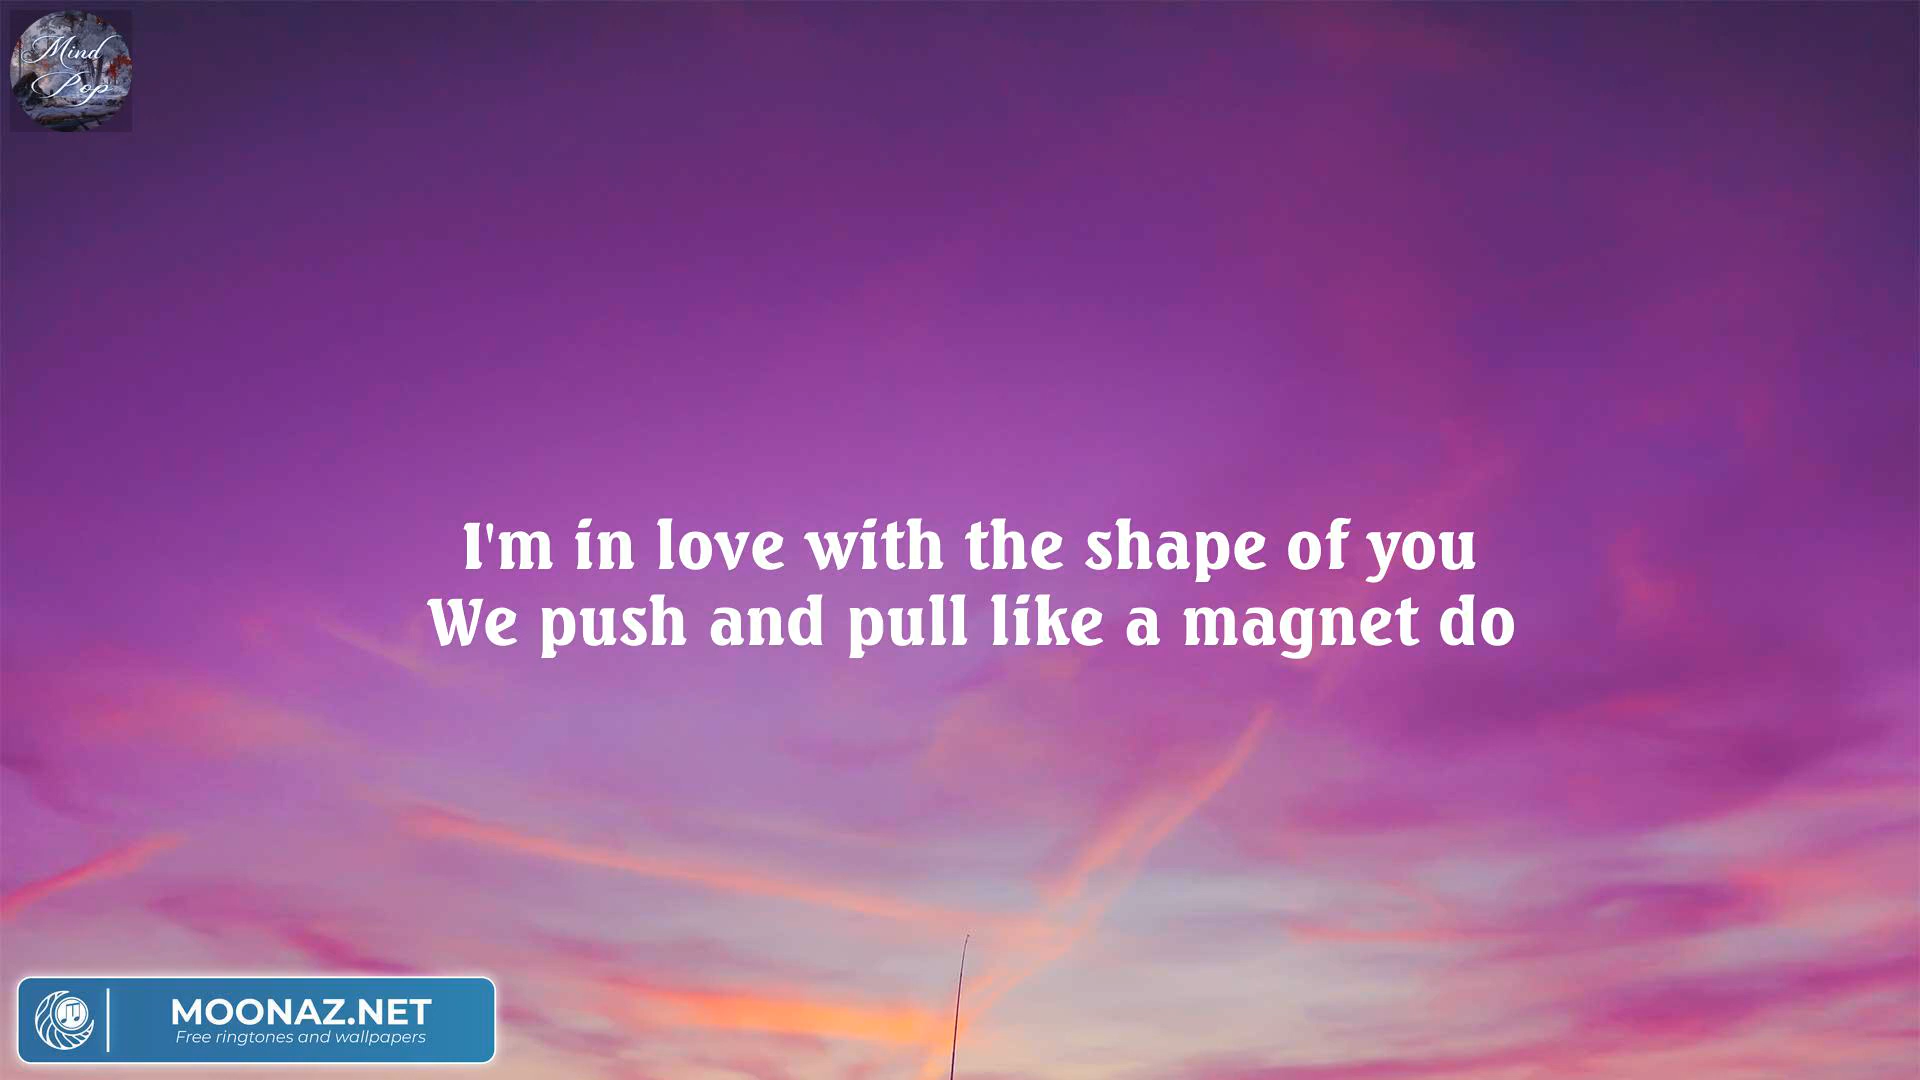 Mind
Pop
I'm in love with the shape of you
We push and pull like a magnet do
MOONAZ.NET
Free ringtones and wallpapers